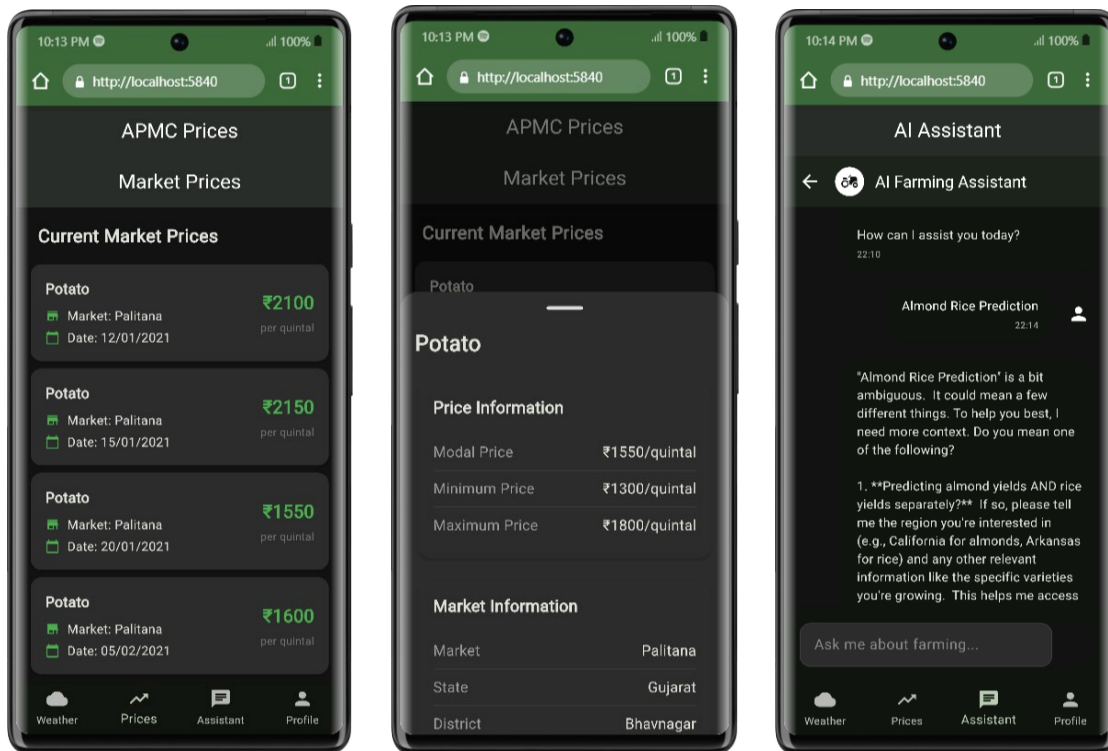 10:13 PM
100%
http://localhost:5840
1
APMC Prices
Market Prices
Current Market Prices
Potato
₹2100
Market: Palitana
per quintal
Date: 12/01/2021
Potato
₹2150
Market: Palitana
per quintal
Date: 15/01/2021
Potato
₹1550
Market: Palitana
per quintal
Date: 20/01/2021
Potato
₹1600
Market: Palitana
per quintal
Date: 05/02/2021
Weather Prices Assistant Profile
10:13 PM
100%
http://localhost:5840
1
APMC Prices
Market Prices
Current Market Prices
Potato
Potato
Price Information
Modal Price ₹1550/quintal
Minimum Price ₹1300/quintal
Maximum Price ₹1800/quintal
Market Information
Market Palitana
State Gujarat
District Bhavnagar
10:14 PM
100%
http://localhost:5840
1
AI Assistant
AI Farming Assistant
How can I assist you today?
22:10
Almond Rice Prediction
22:14
"Almond Rice Prediction" is a bit
ambiguous. It could mean a few
different things. To help you best, I
need more context. Do you mean one
of the following?
1. **Predicting almond yields AND rice
yields separately?** If so, please tell
me the region you're interested in
(e.g., California for almonds, Arkansas
for rice) and any other relevant
information like the specific varieties
you're growing. This helps me access
Ask me about farming...
Weather Prices Assistant Profile